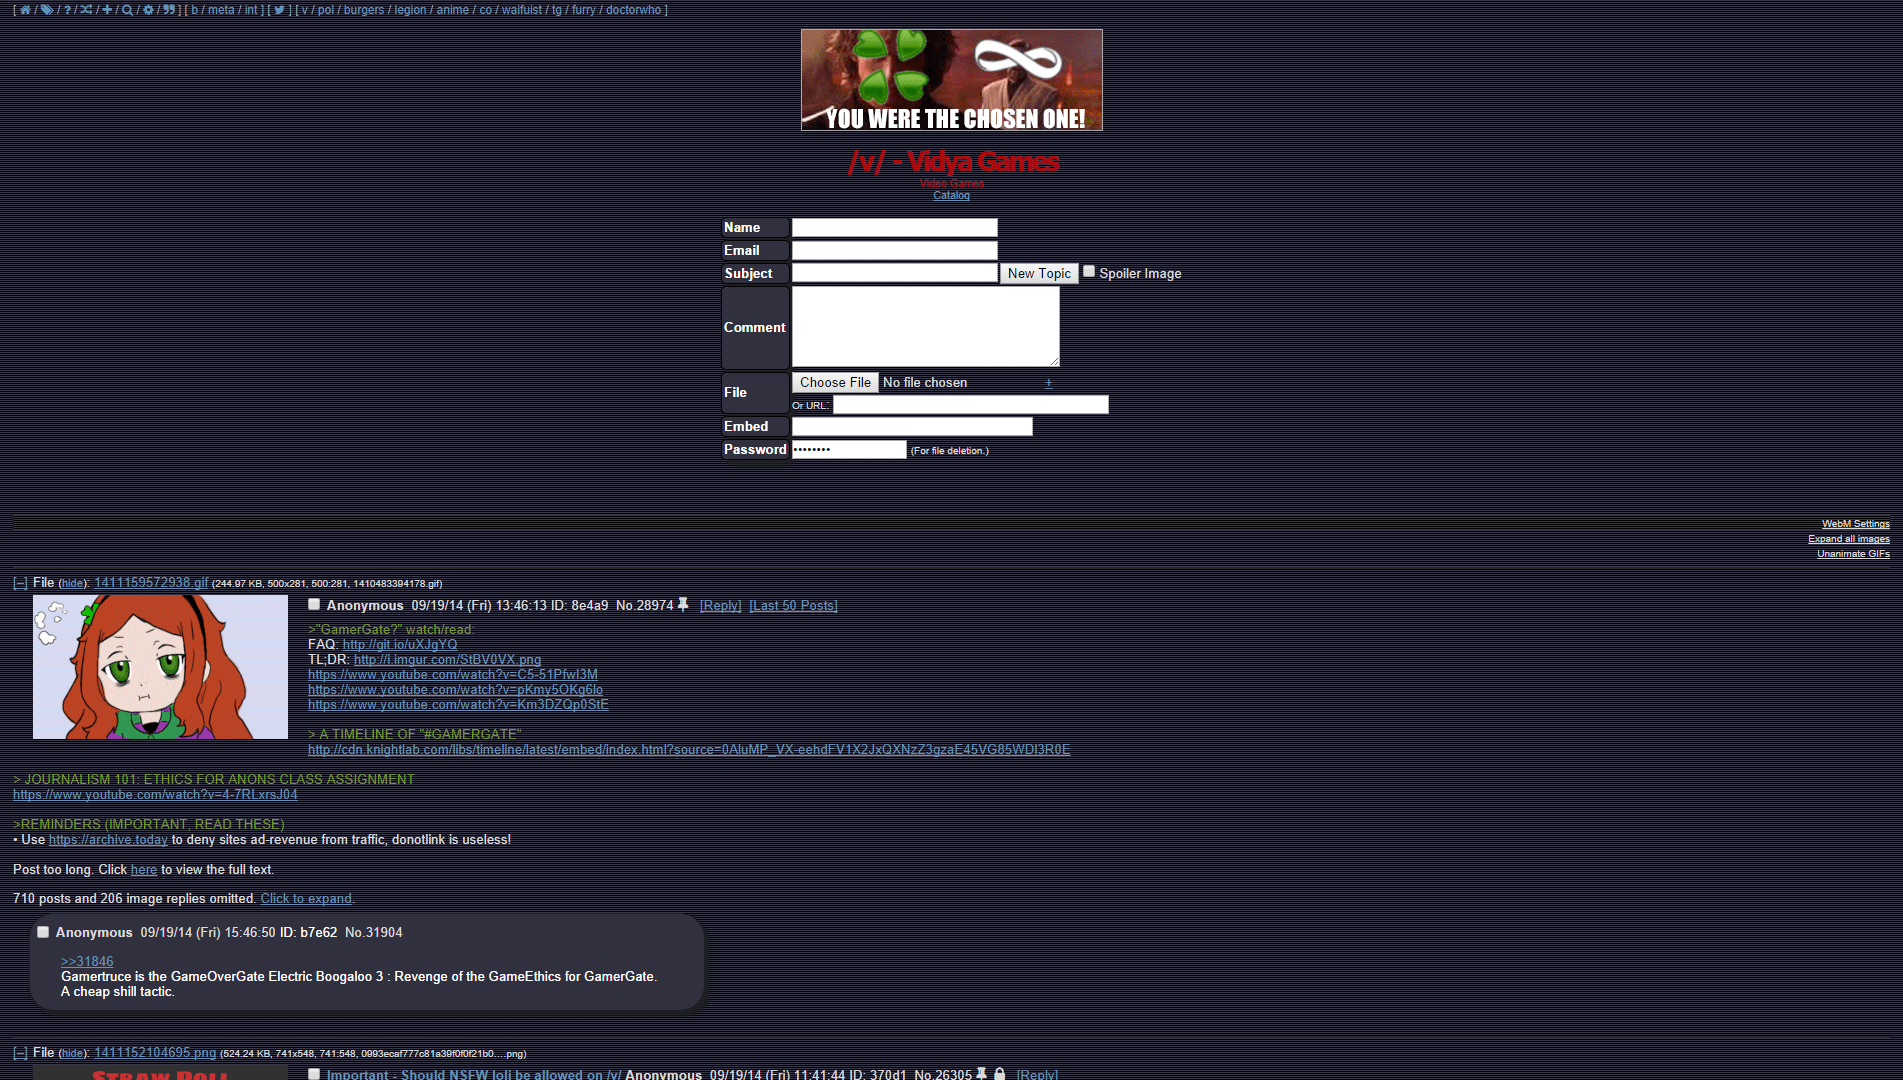 [ / / ? / / / / / ] [ b / meta / int ] [ ] [ v / pol / burgers / legion / anime / co / waifuist / tg / furry / doctorwho ]
YOU WERE THE CHOSEN ONE!
/v/ - Vidya Games
Video Games
Catalog
Name
Email
Subject New Topic Spoiler Image
Comment
File Choose File No file chosen +
Or URL:
Embed
Password •••••••• (For file deletion.)
WebM Settings
Expand all images
Unanimate GIFs
[–] File (hide): 1411159572938.gif (244.97 KB, 500x281, 500:281, 1410483394178.gif)
Anonymous 09/19/14 (Fri) 13:46:13 ID: 8e4a9 No.28974 [Reply] [Last 50 Posts]
>"GamerGate?" watch/read:
FAQ: http://git.io/uXJgYQ
TL;DR: http://i.imgur.com/StBV0VX.png
https://www.youtube.com/watch?v=C5-51PfwI3M
https://www.youtube.com/watch?v=pKmy5OKg6lo
https://www.youtube.com/watch?v=Km3DZQp0StE
> A TIMELINE OF "#GAMERGATE"
http://cdn.knightlab.com/libs/timeline/latest/embed/index.html?source=0AluMP_VX-eehdFV1X2JxQXNzZ3gzaE45VG85WDl3R0E
> JOURNALISM 101: ETHICS FOR ANONS CLASS ASSIGNMENT
https://www.youtube.com/watch?v=4-7RLxrsJ04
>REMINDERS (IMPORTANT, READ THESE)
• Use https://archive.today to deny sites ad-revenue from traffic, donotlink is useless!
Post too long. Click here to view the full text.
710 posts and 206 image replies omitted. Click to expand.
Anonymous 09/19/14 (Fri) 15:46:50 ID: b7e62 No.31904
>>31846
Gamertruce is the GameOverGate Electric Boogaloo 3 : Revenge of the GameEthics for GamerGate.
A cheap shill tactic.
[–] File (hide): 1411152104695.png (524.24 KB, 741x548, 741:548, 0993ecaf777c81a39f0f0f21b0….png)
STRAW POLL
Important - Should NSFW loli be allowed on /v/ Anonymous 09/19/14 (Fri) 11:41:44 ID: 370d1 No.26305 [Reply]